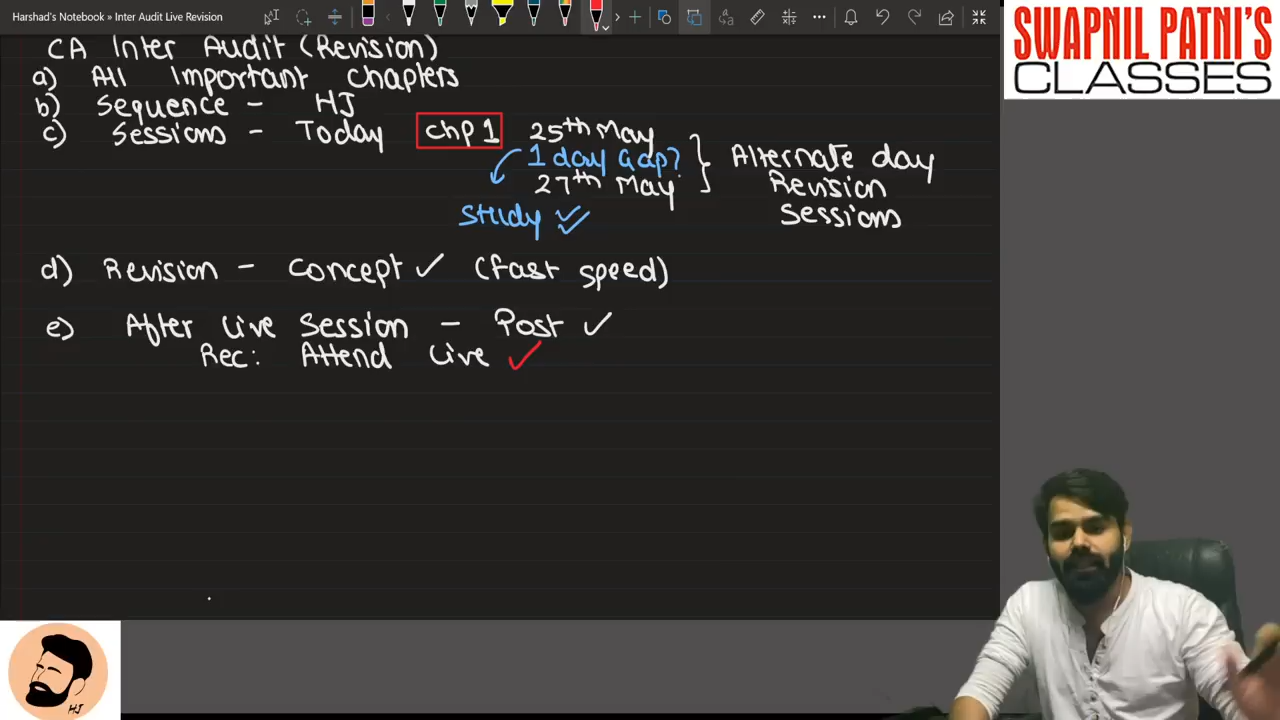 Harshad's Notebook » Inter Audit Live Revision
SWAPNIL PATNI'S
CLASSES
CA Inter Audit (Revision)
a) All Important Chapters
b) Sequence - HJ
c) Sessions - Today Chp 1 25th May
1 day Gap?
27th May
Alternate day
Revision
Sessions
Study
d) Revision - Concept ✓ (fast speed)
e) After Live Session - Post ✓
Rec: Attend Live ✓
HJ